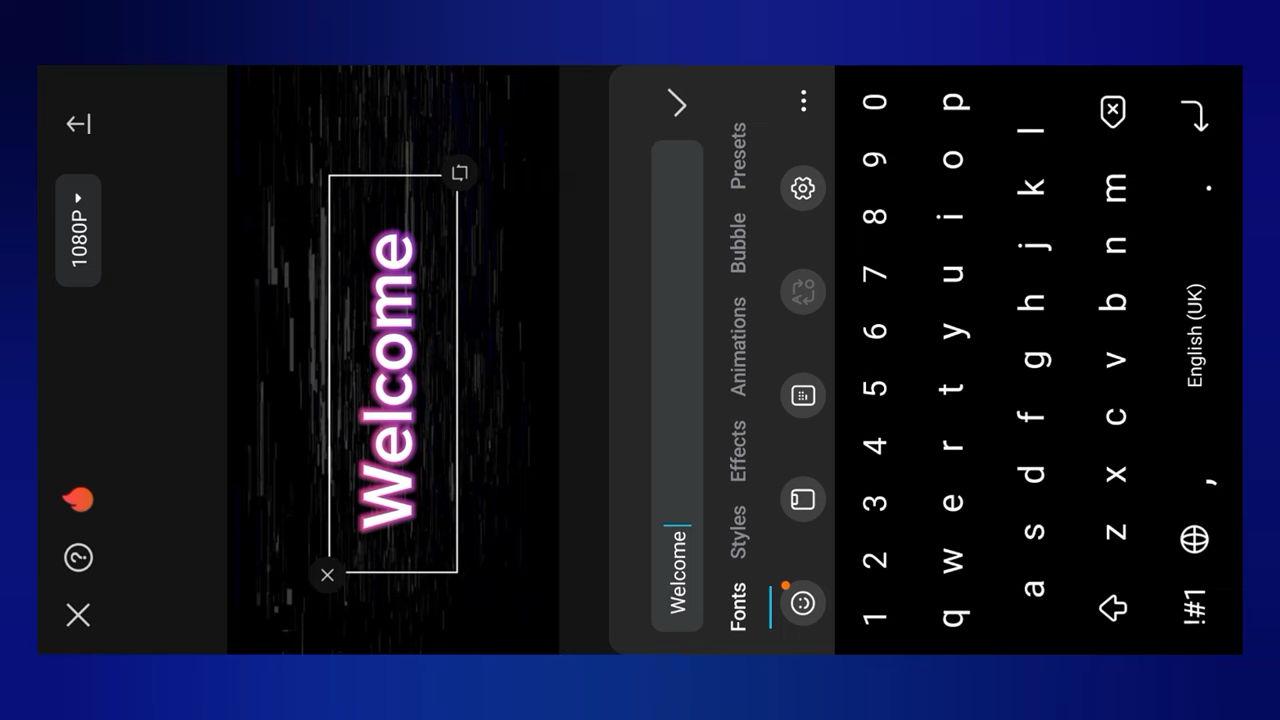 1080P
Welcome
Welcome
Fonts Styles Effects Animations Bubble Presets
1 2 3 4 5 6 7 8 9 0
q w e r t y u i o p
a s d f g h j k l
z x c v b n m
!#1 , English (UK) .